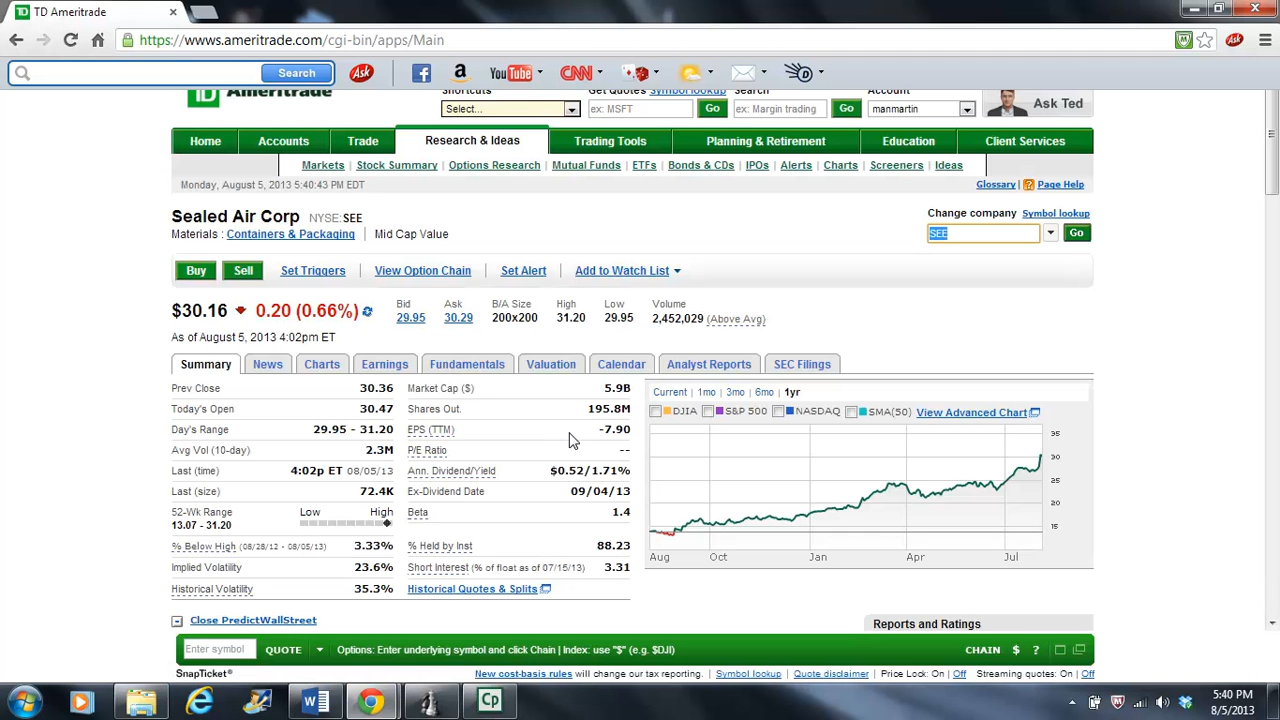 TD Ameritrade
https://wwws.ameritrade.com/cgi-bin/apps/Main
Search Ask YouTube CNN
TD Ameritrade Shortcuts Get Quotes Symbol lookup Search Account
Select... ex: MSFT Go ex: Margin trading Go manmartin Ask Ted
Home Accounts Trade Research & Ideas Trading Tools Planning & Retirement Education Client Services
Markets Stock Summary Options Research Mutual Funds ETFs Bonds & CDs IPOs Alerts Charts Screeners Ideas
Monday, August 5, 2013 5:40:43 PM EDT Glossary | Page Help
Sealed Air Corp NYSE:SEE Change company Symbol lookup
Materials : Containers & Packaging | Mid Cap Value SEE Go
Buy Sell Set Triggers View Option Chain Set Alert Add to Watch List
$30.16 0.20 (0.66%)
Bid Ask B/A Size High Low Volume
29.95 30.29 200x200 31.20 29.95 2,452,029 (Above Avg)
As of August 5, 2013 4:02pm ET
Summary News Charts Earnings Fundamentals Valuation Calendar Analyst Reports SEC Filings
Prev Close 30.36 Market Cap ($) 5.9B
Today's Open 30.47 Shares Out. 195.8M
Day's Range 29.95 - 31.20 EPS (TTM) -7.90
Avg Vol (10-day) 2.3M P/E Ratio --
Last (time) 4:02p ET 08/05/13 Ann. Dividend/Yield $0.52/1.71%
Last (size) 72.4K Ex-Dividend Date 09/04/13
52-Wk Range Low High Beta 1.4
13.07 - 31.20
% Below High (08/28/12 - 08/05/13) 3.33% % Held by Inst 88.23
Implied Volatility 23.6% Short Interest (% of float as of 07/15/13) 3.31
Historical Volatility 35.3% Historical Quotes & Splits
Current | 1mo | 3mo | 6mo | 1yr
DJIA S&P 500 NASDAQ SMA(50) View Advanced Chart
35
30
25
20
15
Aug Oct Jan Apr Jul
Close PredictWallStreet Reports and Ratings
Enter symbol QUOTE Options: Enter underlying symbol and click Chain | Index: use "$" (e.g. $DJI) CHAIN $ ?
SnapTicket® New cost-basis rules will change our tax reporting. Symbol lookup Quote disclaimer Price Lock: On | Off Streaming quotes: On | Off
Cp
5:40 PM
8/5/2013